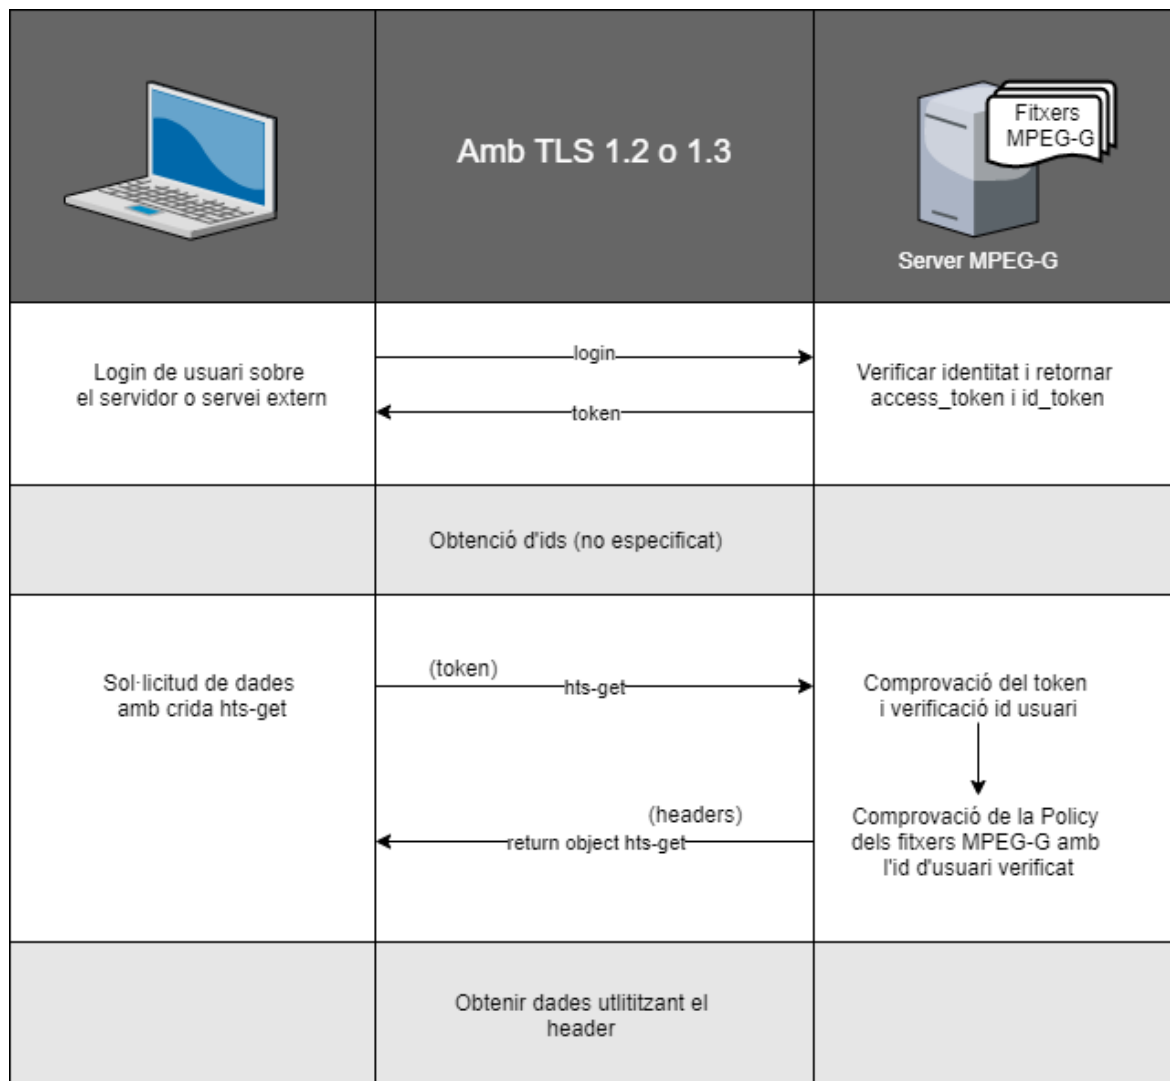 Amb TLS 1.2 o 1.3
Fitxers
MPEG-G
Server MPEG-G
Login de usuari sobre
el servidor o servei extern
login
token
Verificar identitat i retornar
access_token i id_token
Obtenció d'ids (no especificat)
Sol·licitud de dades
amb crida hts-get
(token)
hts-get
Comprovació del token
i verificació id usuari
(headers)
return object hts-get
Comprovació de la Policy
dels fitxers MPEG-G amb
l'id d'usuari verificat
Obtenir dades utlititzant el
header